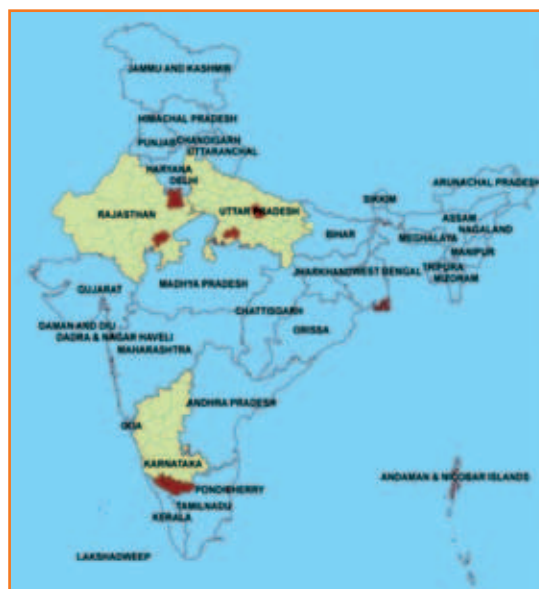 JAMMU AND KASHMIR
HIMACHAL PRADESH
PUNJAB
CHANDIGARH
UTTARANCHAL
HARYANA
DELHI
RAJASTHAN
UTTAR PRADESH
SIKKIM
ARUNACHAL PRADESH
ASSAM
NAGALAND
MEGHALAYA
BIHAR
MANIPUR
JHARKHAND
WEST BENGAL
TRIPURA
MIZORAM
GUJARAT
MADHYA PRADESH
CHATTIGARH
ORISSA
DAMAN AND DIU
DADRA & NAGAR HAVELI
MAHARASHTRA
ANDHRA PRADESH
GOA
KARNATAKA
PONDICHERRY
TAMILNADU
KERALA
ANDAMAN & NICOBAR ISLANDS
LAKSHADWEEP